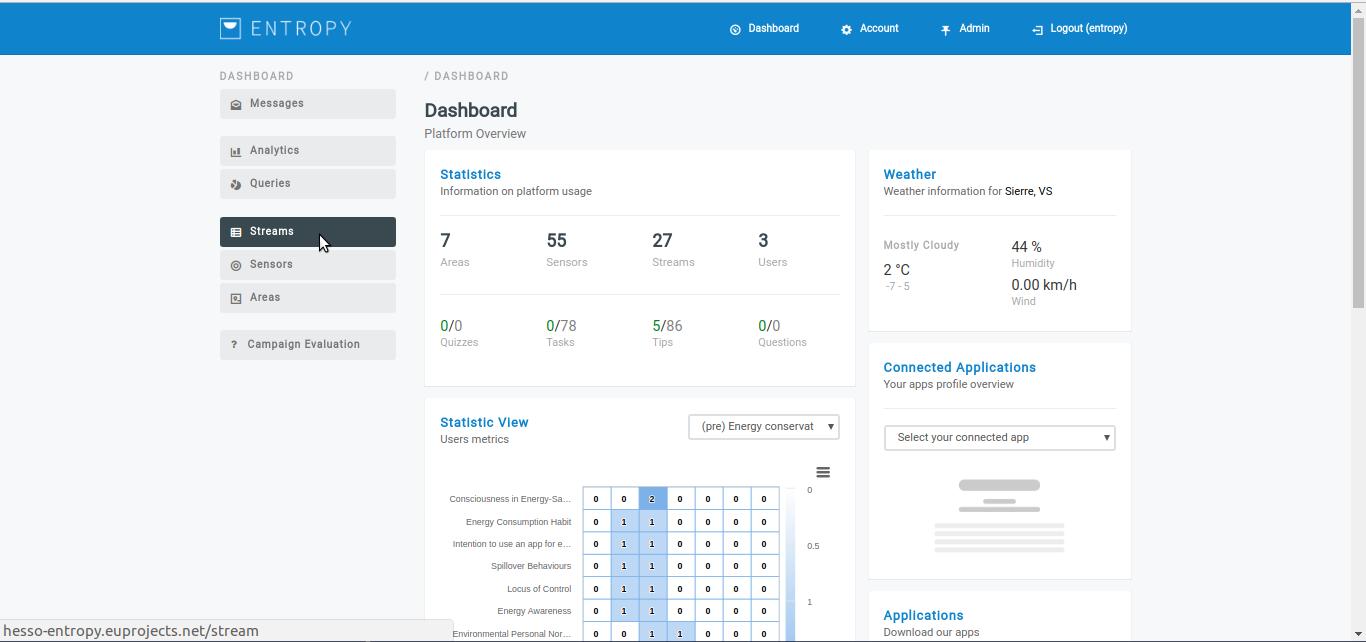 ENTROPY
Dashboard
Account
Admin
Logout (entropy)
DASHBOARD
Messages
Analytics
Queries
Streams
Sensors
Areas
? Campaign Evaluation
/ DASHBOARD
Dashboard
Platform Overview
Statistics
Information on platform usage
7 55 27 3
Areas Sensors Streams Users
0/0 0/78 5/86 0/0
Quizzes Tasks Tips Questions
Weather
Weather information for Sierre, VS
Mostly Cloudy
2 °C
-7 - 5
44 %
Humidity
0.00 km/h
Wind
Statistic View
Users metrics
(pre) Energy conservat
Consciousness in Energy-Sa... 0 0 2 0 0 0 0
Energy Consumption Habit 0 1 1 0 0 0 0
Intention to use an app for e... 0 1 1 0 0 0 0
Spillover Behaviours 0 1 1 0 0 0 0
Locus of Control 0 1 1 0 0 0 0
Energy Awareness 0 1 1 0 0 0 0
Environmental Personal Nor... 0 0 1 1 0 0 0
0
0.5
1
Connected Applications
Your apps profile overview
Select your connected app
Applications
Download our apps
hesso-entropy.euprojects.net/stream